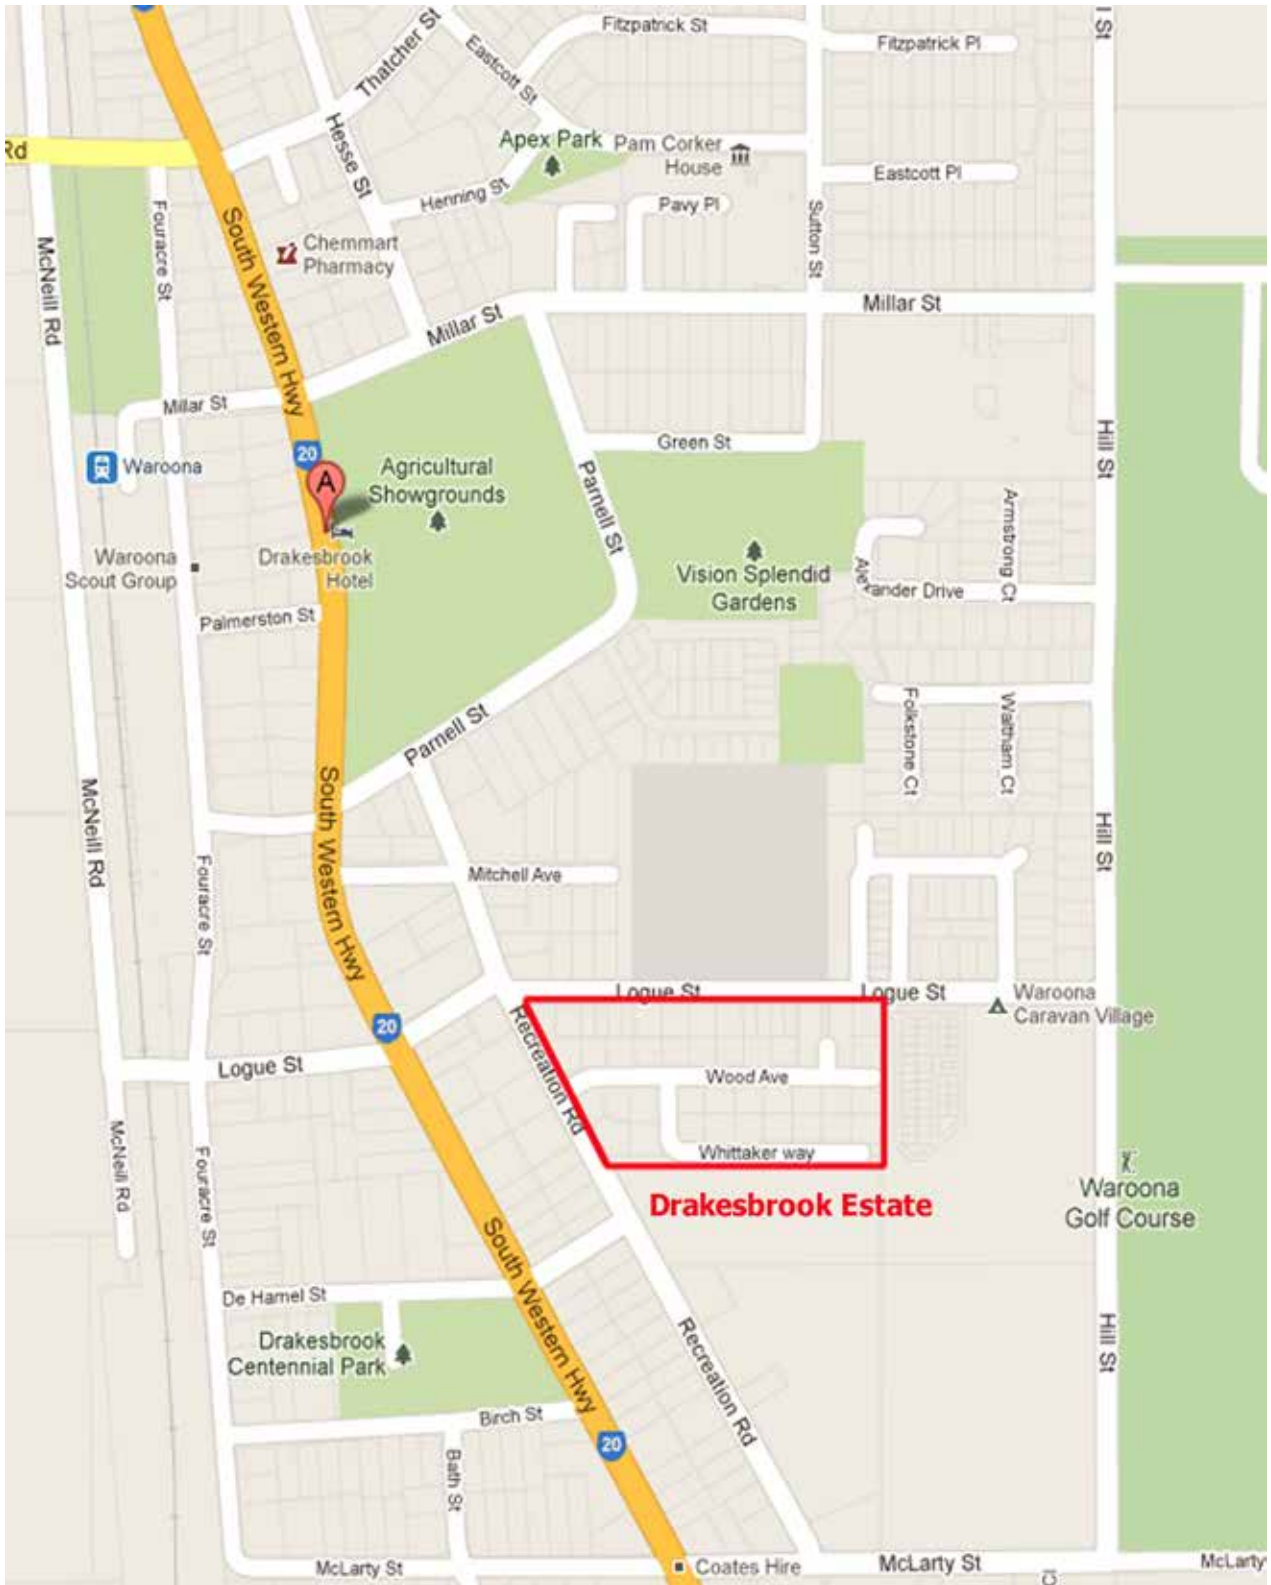 Fitzpatrick St
l St
Fitzpatrick Pl
Thatcher St
Eastcott St
Hesse St
Apex Park
Pam Corker
House
Rd
Eastcott Pl
Henning St
Pavy Pl
Fouracre St
South Western Hwy
Sutton St
McNeill Rd
Chemmart
Pharmacy
Millar St
Millar St
Millar St
Hill St
Green St
20
Waroona
A
Agricultural
Showgrounds
Parnell St
Armstrong Ct
Waroona
Scout Group
Drakesbrook
Hotel
Vision Splendid
Gardens
Alexander Drive
Palmerston St
Parnell St
Folkstone Ct
Waltham Ct
South Western Hwy
McNeill Rd
Hill St
Mitchell Ave
Fouracre St
Logue St
Logue St
Waroona
Caravan Village
20
Recreation Rd
Logue St
Wood Ave
McNeill Rd
Fouracre St
Whittaker way
Drakesbrook Estate
Waroona
Golf Course
South Western Hwy
De Hamel St
Drakesbrook
Centennial Park
Recreation Rd
Hill St
Birch St
20
Bath St
McLarty St
Coates Hire
McLarty St
McLarty